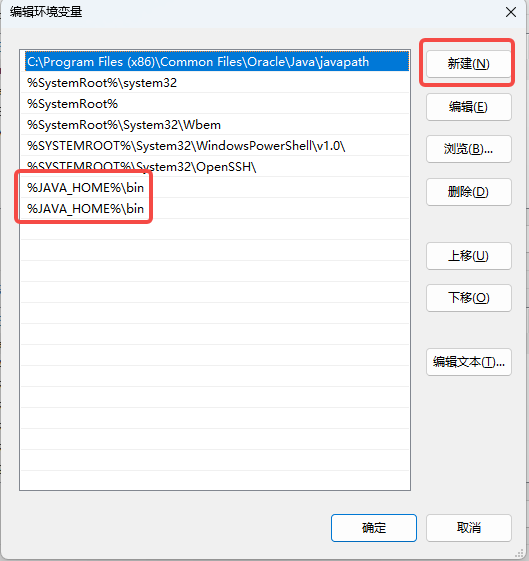 编辑环境变量
C:\Program Files (x86)\Common Files\Oracle\Java\javapath
%SystemRoot%\system32
%SystemRoot%
%SystemRoot%\System32\Wbem
%SYSTEMROOT%\System32\WindowsPowerShell\v1.0\
%SYSTEMROOT%\System32\OpenSSH\
%JAVA_HOME%\bin
%JAVA_HOME%\bin
新建(N)
编辑(E)
浏览(B)...
删除(D)
上移(U)
下移(O)
编辑文本(T)...
确定
取消